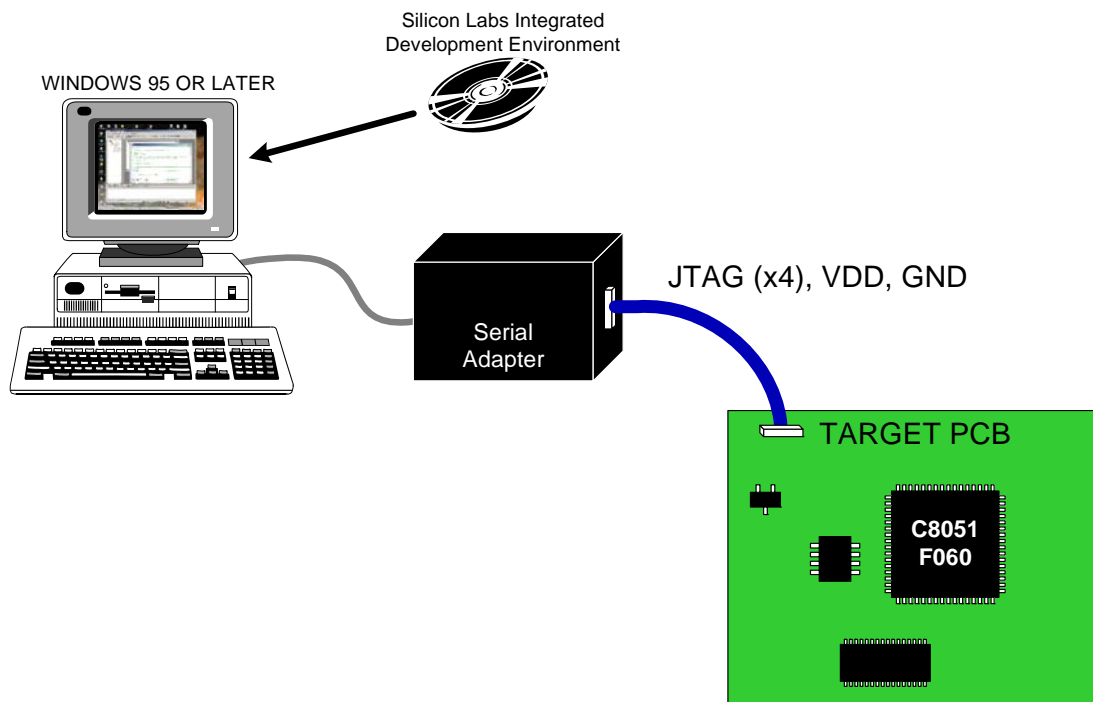 Silicon Labs Integrated
Development Environment
WINDOWS 95 OR LATER
JTAG (x4), VDD, GND
Serial
Adapter
TARGET PCB
C8051
F060